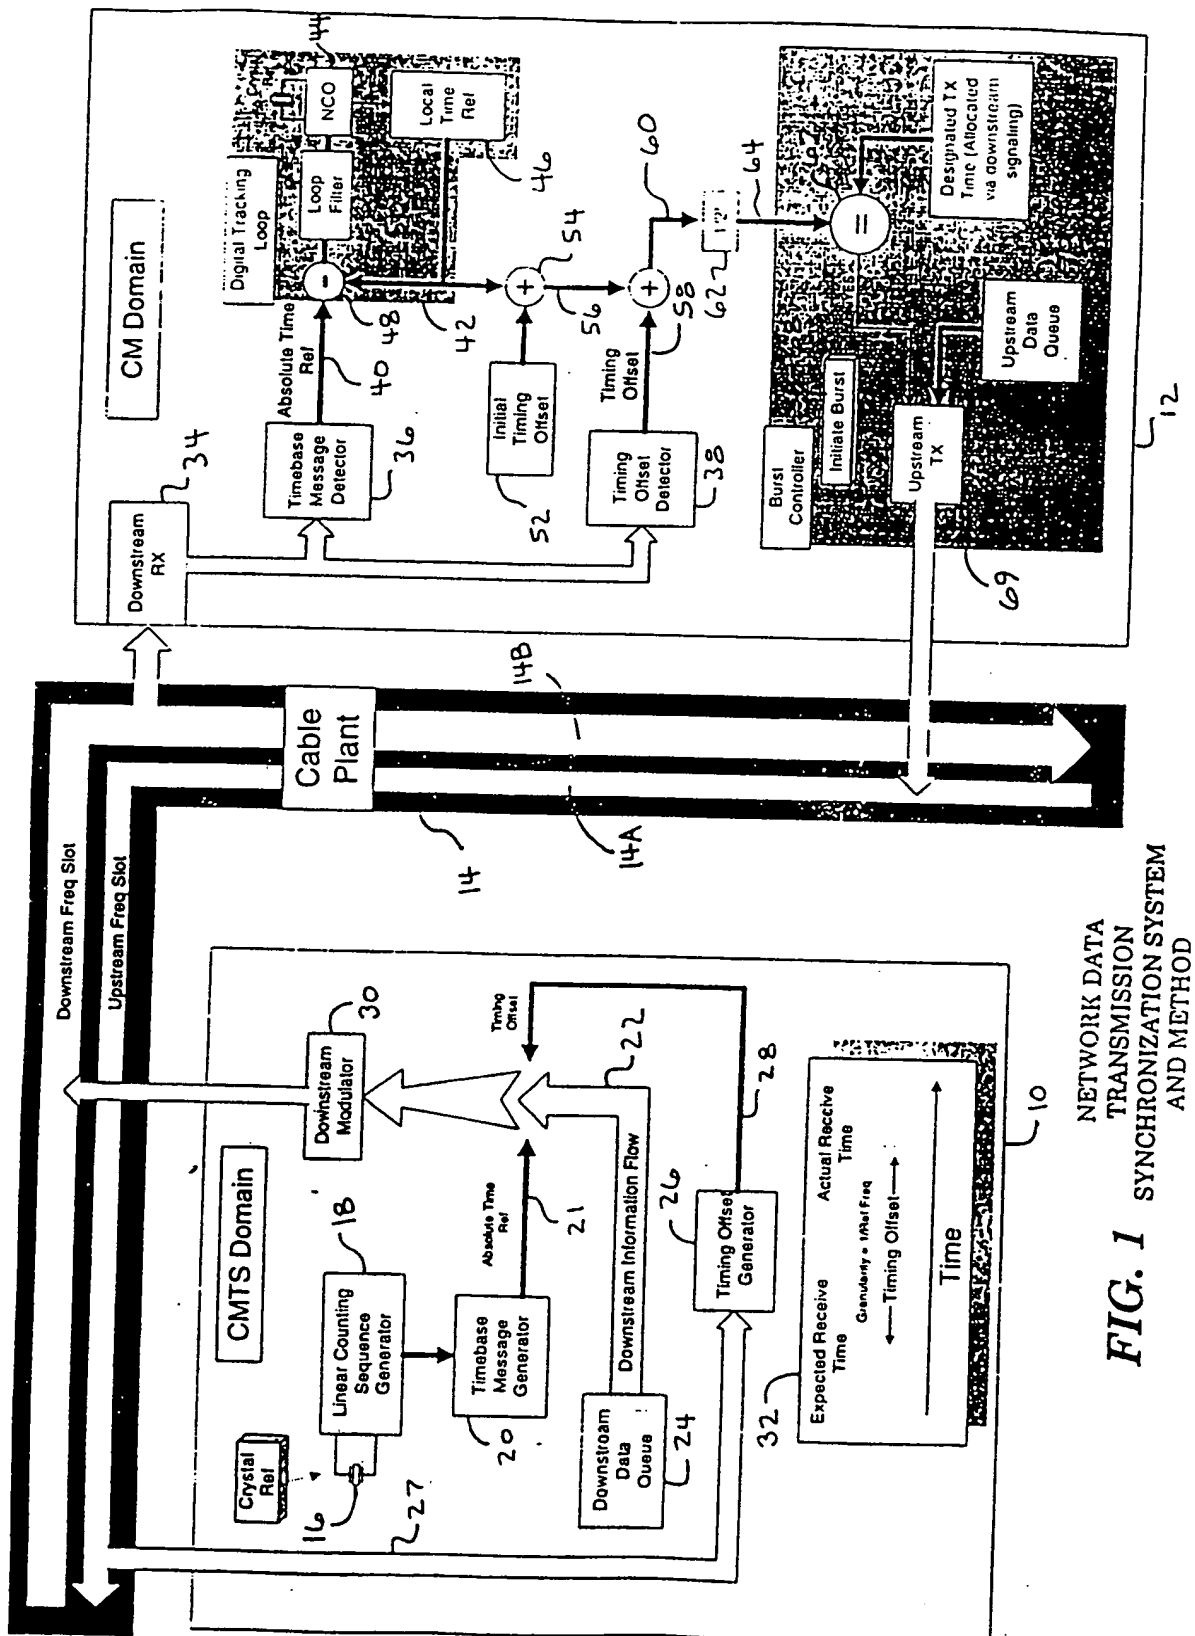 Downstream Freq Slot
Upstream Freq Slot
CMTS Domain
Crystal
Ref
16
27
Linear Counting
Sequence
Generator
18
Timebase
Message
Generator
20
Absolute Time
Ref
21
Downstream
Modulator
30
Timing
Offset
22
Downstream Information Flow
Downstream
Data
Queue
24
Timing Offset
Generator
26
28
32
Expected Receive
Time
Actual Receive
Time
Granularity = 1/Ref Freq
Timing Offset
Time
10
Cable
Plant
14
14A
14B
CM Domain
Downstream
RX
34
Timebase
Message
Detector
36
Absolute Time
Ref
40
Digital Tracking
Loop
-
48
Loop
Filter
NCO
44
Local
Time
Ref
46
42
Initial
Timing
Offset
52
+
54
56
Timing
Offset
Detector
38
Timing
Offset
58
+
60
62
64
Burst
Controller
Initiate Burst
YES
=
Designated TX
Time (Allocated
via downstream
signaling)
Upstream
Data
Queue
Upstream
TX
69
12
FIG. 1
NETWORK DATA
TRANSMISSION
SYNCHRONIZATION SYSTEM
AND METHOD